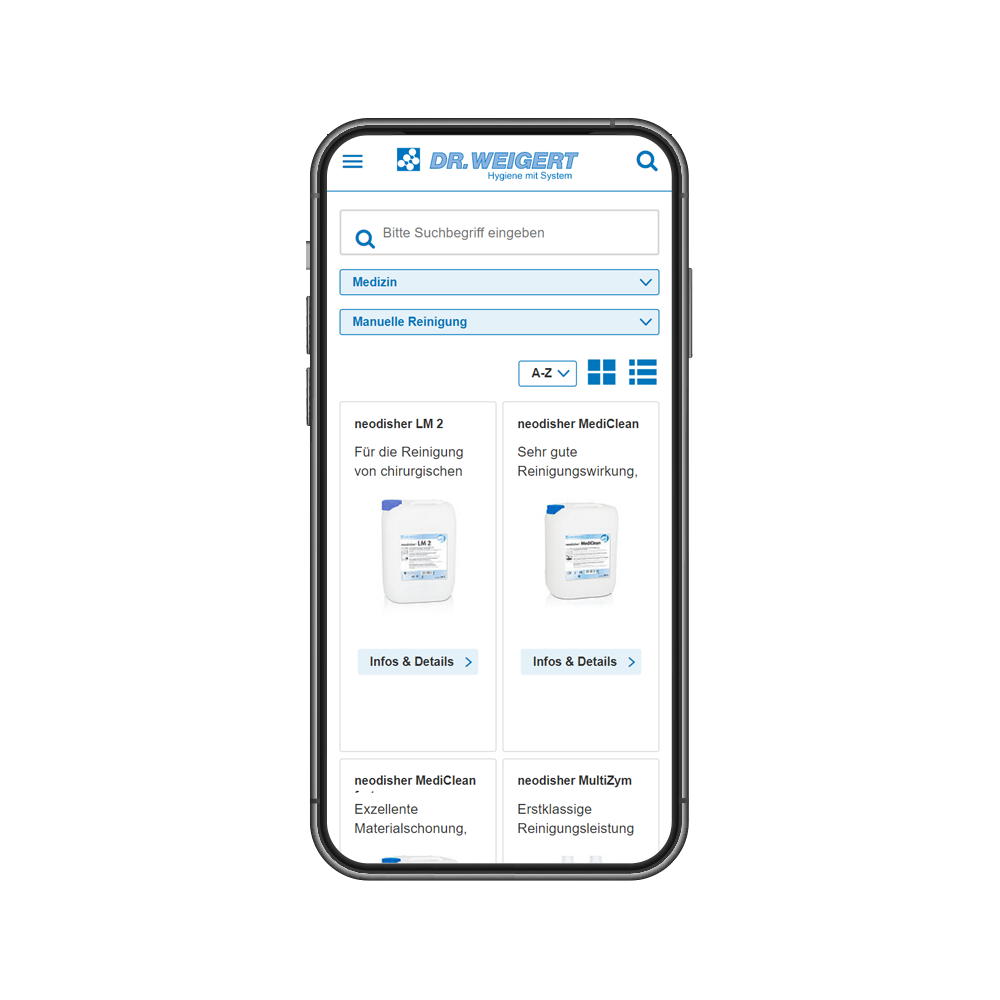 DR.WEIGERT
Hygiene mit System
Bitte Suchbegriff eingeben
Medizin
Manuelle Reinigung
A-Z
neodisher LM 2
Für die Reinigung
von chirurgischen
neodisher LM 2
Infos & Details
neodisher MediClean
Sehr gute
Reinigungswirkung,
neodisher MediClean
Infos & Details
neodisher MediClean
Exzellente
Materialschonung,
neodisher MultiZym
Erstklassige
Reinigungsleistung